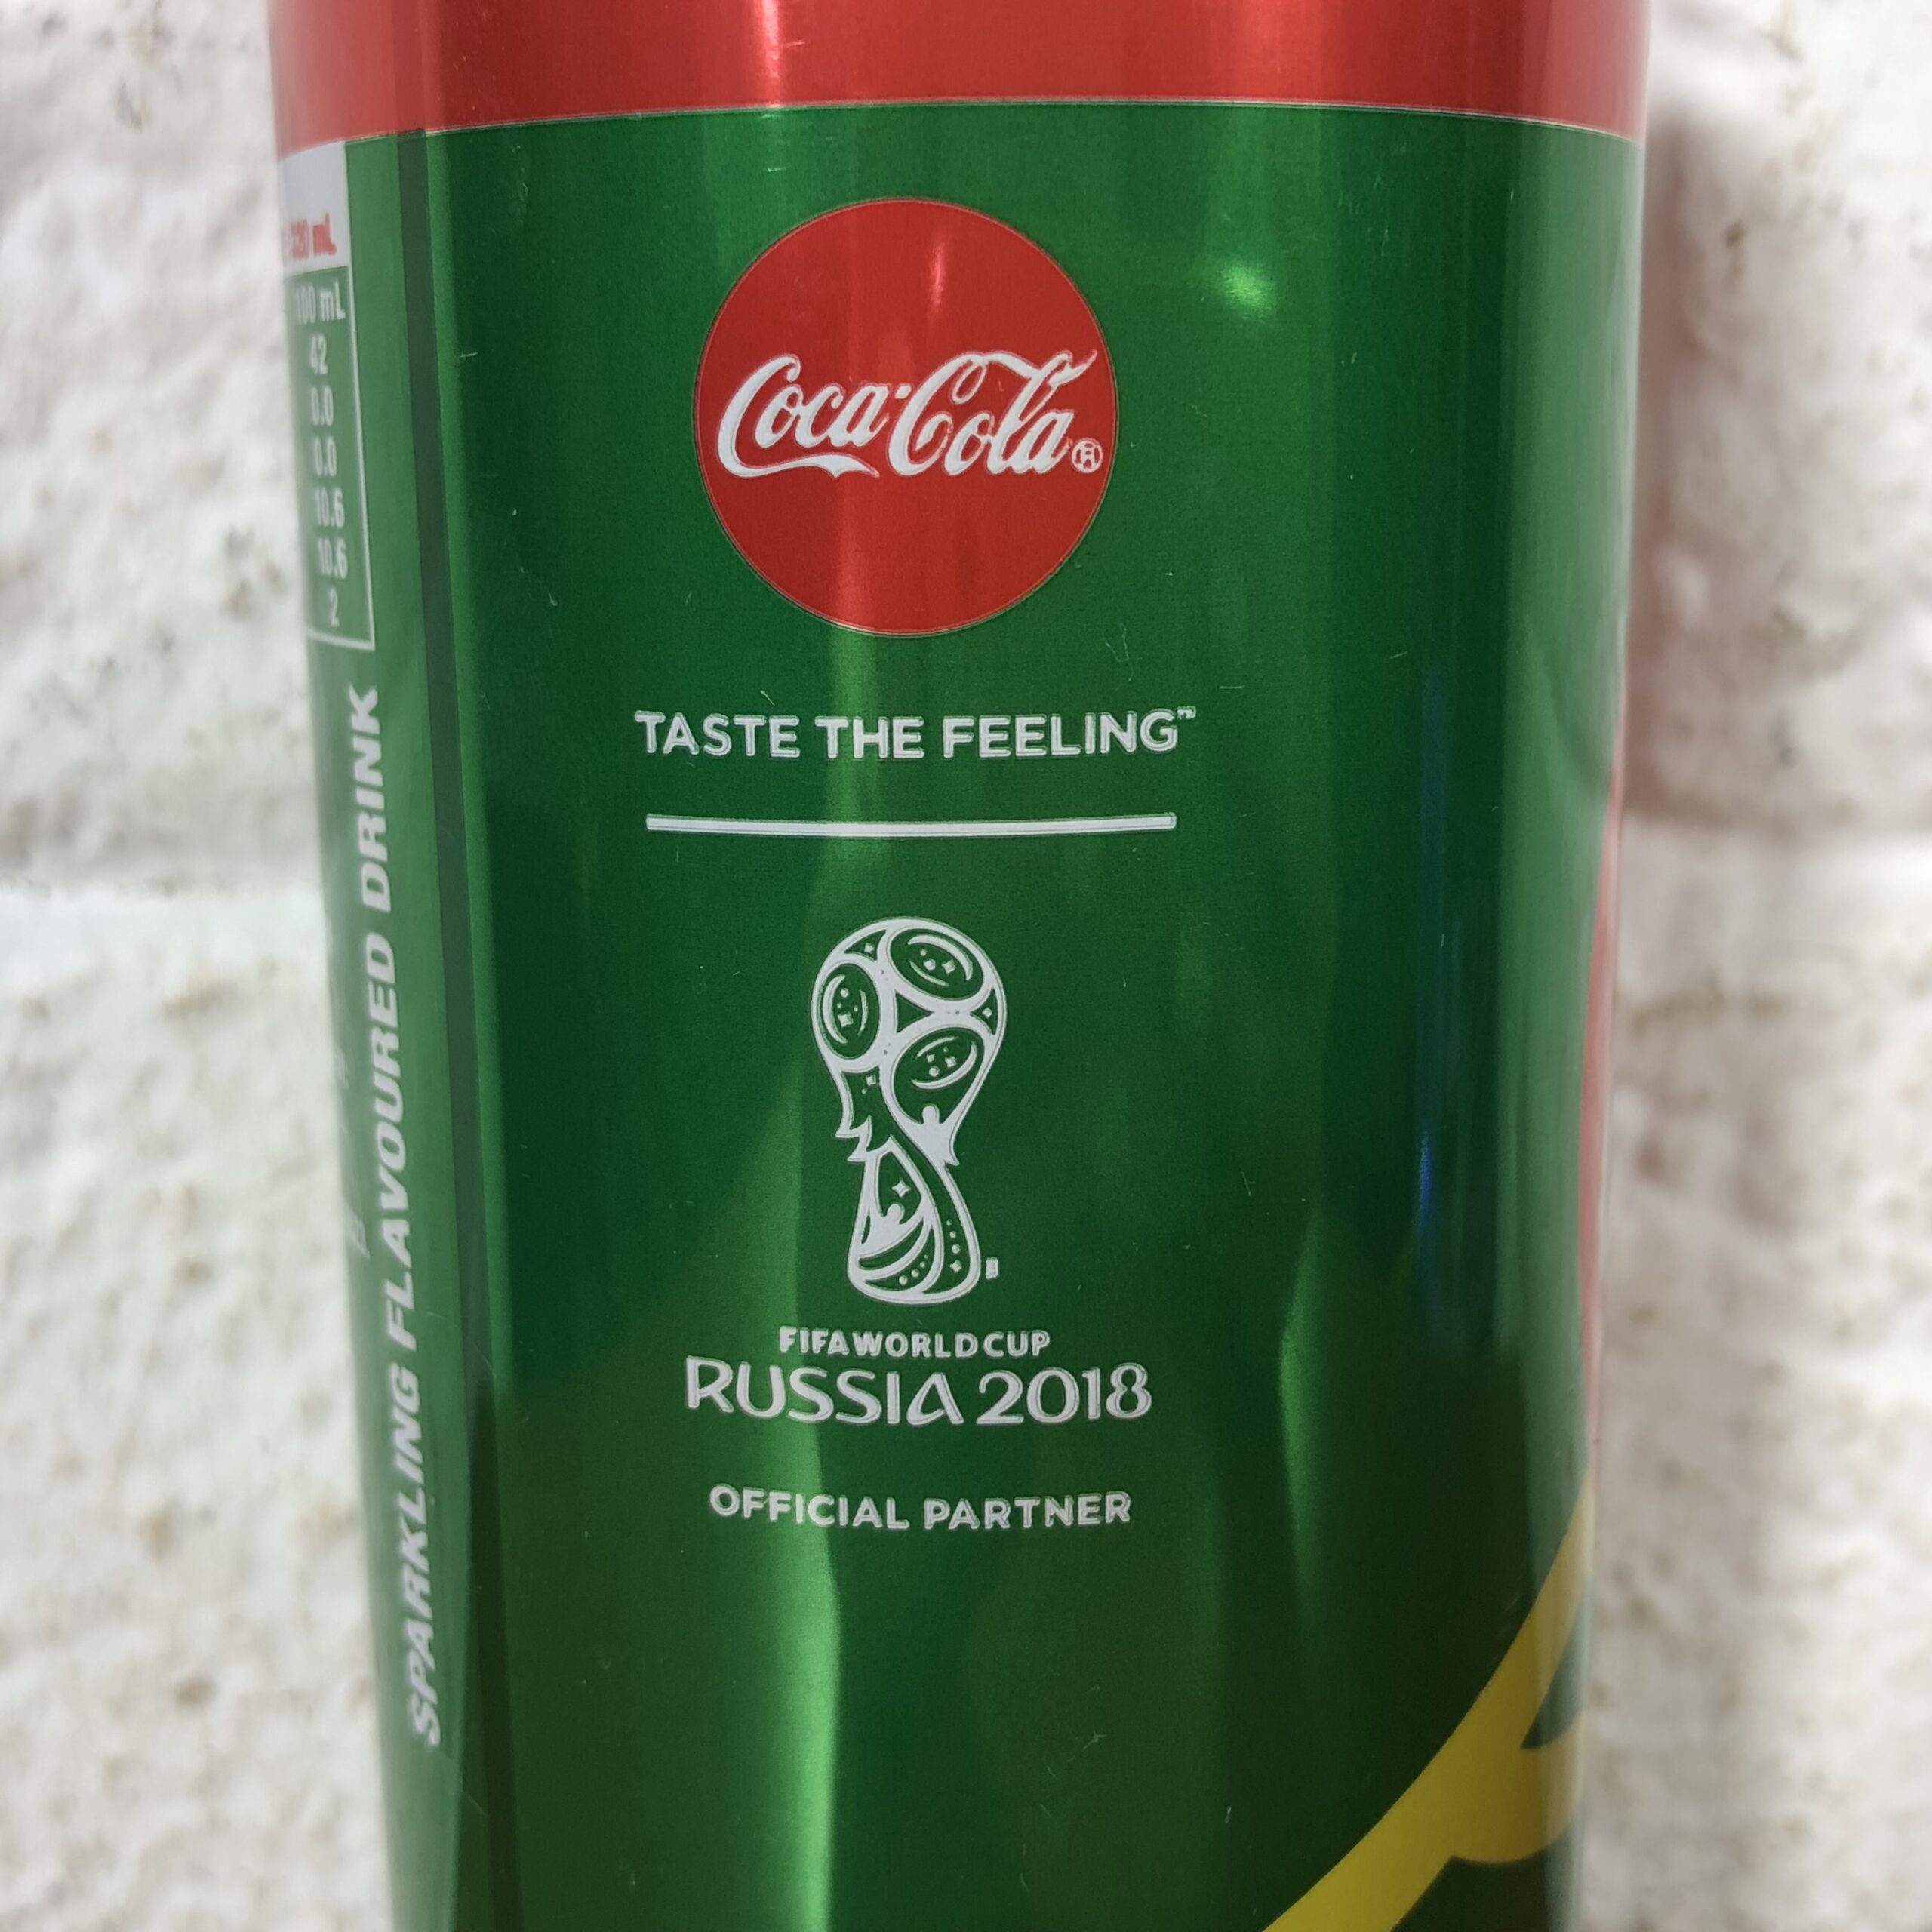 320 mL
100 mL
42
0.0
0.0
10.6
10.6
2
SPARKLING FLAVOURED DRINK
Coca-Cola®
TASTE THE FEELING™
FIFA WORLD CUP
RUSSIA 2018
OFFICIAL PARTNER